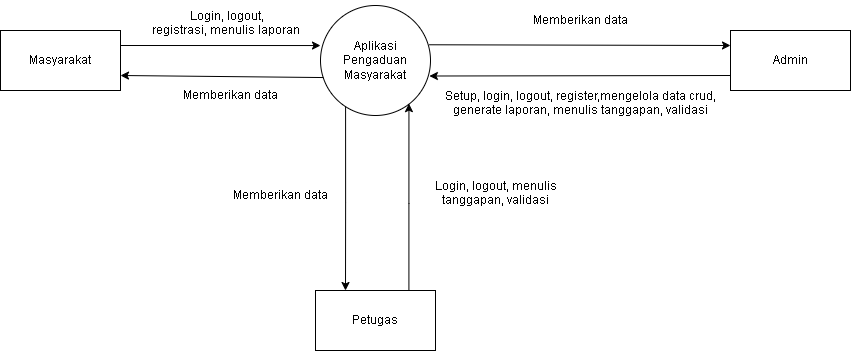 Login, logout,
registrasi, menulis laporan
Masyarakat
Memberikan data
Aplikasi
Pengaduan
Masyarakat
Memberikan data
Admin
Setup, login, logout, register,mengelola data crud,
generate laporan, menulis tanggapan, validasi
Memberikan data
Login, logout, menulis
tanggapan, validasi
Petugas